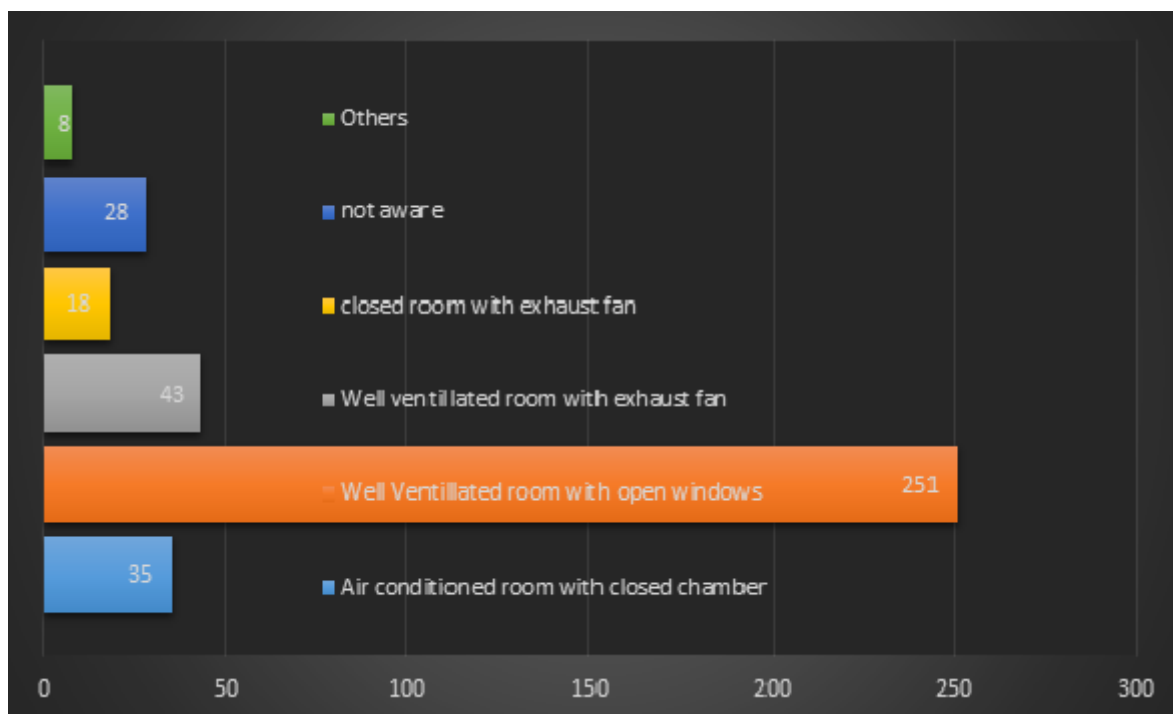 8 Others
28 not aware
18 closed room with exhaust fan
43 Well ventillated room with exhaust fan
Well Ventillated room with open windows 251
35 Air conditioned room with closed chamber
0 50 100 150 200 250 300